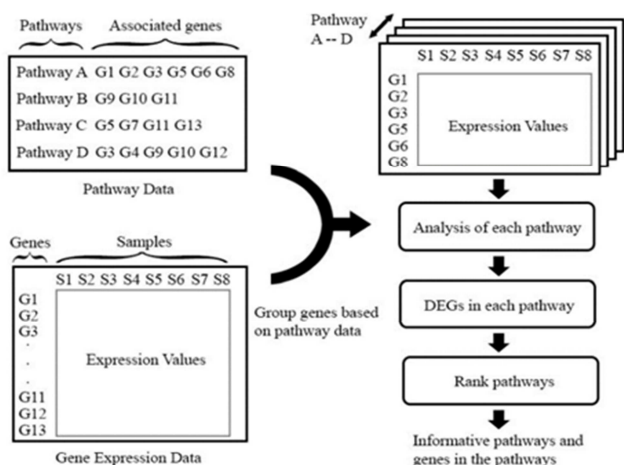 Pathways Associated genes
Pathway A G1 G2 G3 G5 G6 G8
Pathway B G9 G10 G11
Pathway C G5 G7 G11 G13
Pathway D G3 G4 G9 G10 G12
Pathway Data
Genes Samples
S1 S2 S3 S4 S5 S6 S7 S8
G1
G2
G3
.
.
.
G11
G12
G13
Expression Values
Gene Expression Data
Group genes based
on pathway data
Pathway
A -- D
S1 S2 S3 S4 S5 S6 S7 S8
G1
G2
G3
G5
G6
G8
Expression Values
Analysis of each pathway
DEGs in each pathway
Rank pathways
Informative pathways and
genes in the pathways